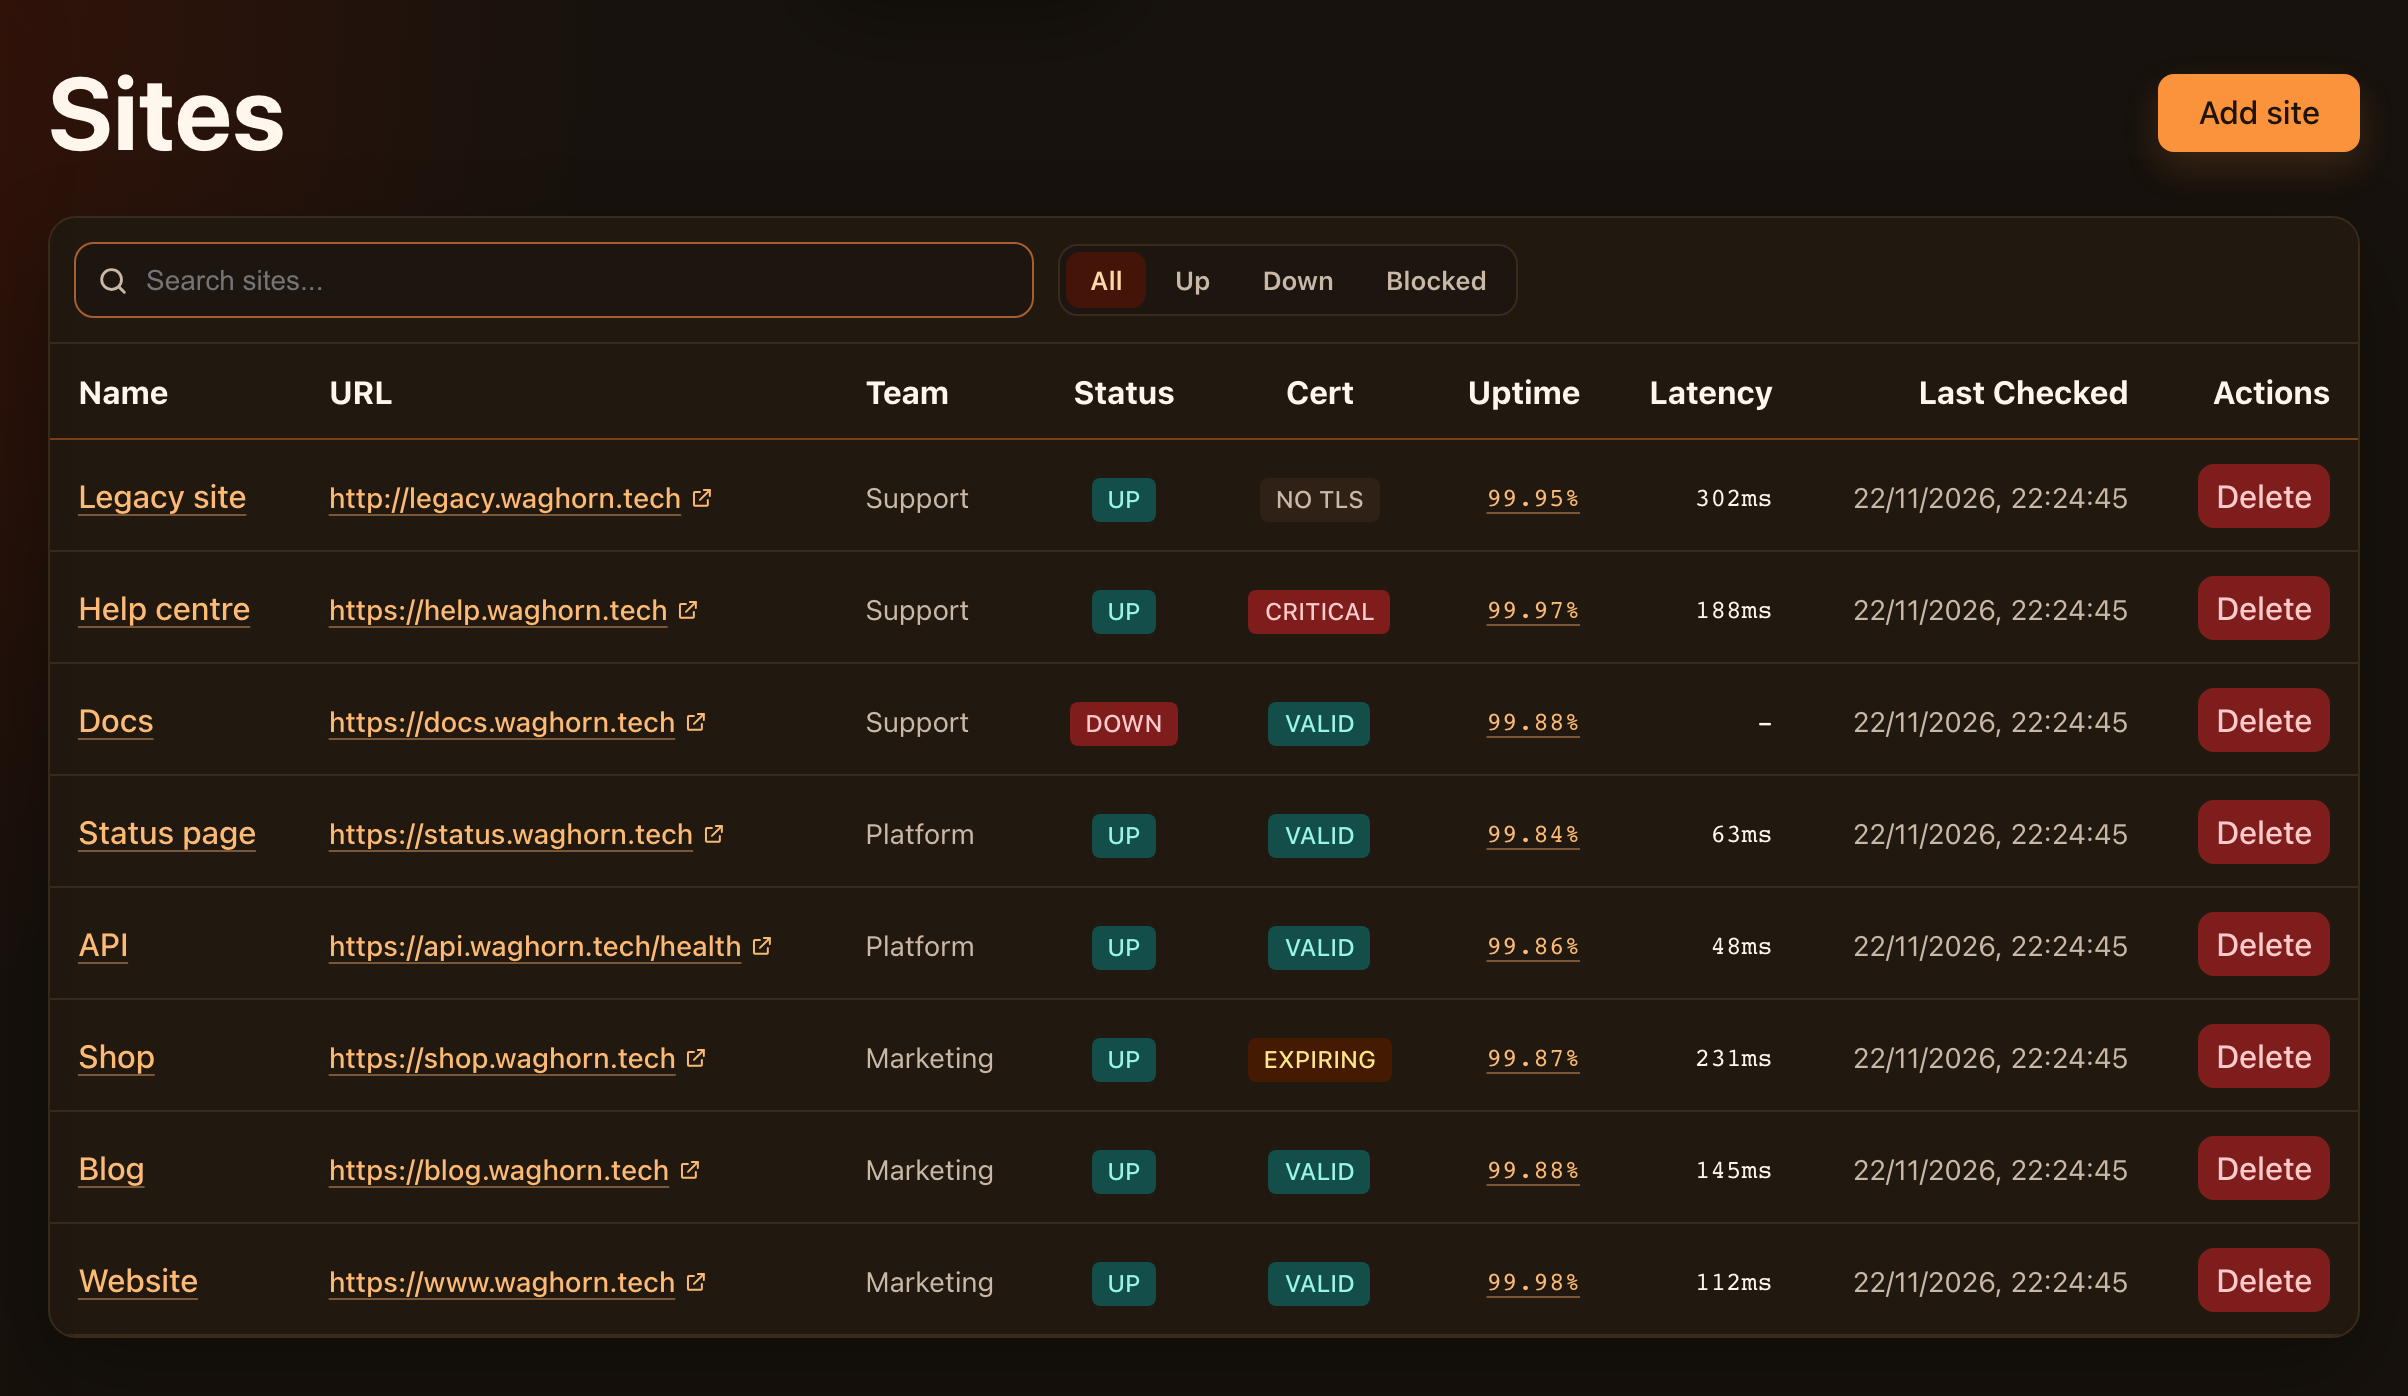 Sites
Add site
Search sites...
All Up Down Blocked
Name URL Team Status Cert Uptime Latency Last Checked Actions
Legacy site http://legacy.waghorn.tech Support UP NO TLS 99.95% 302ms 22/11/2026, 22:24:45 Delete
Help centre https://help.waghorn.tech Support UP CRITICAL 99.97% 188ms 22/11/2026, 22:24:45 Delete
Docs https://docs.waghorn.tech Support DOWN VALID 99.88% – 22/11/2026, 22:24:45 Delete
Status page https://status.waghorn.tech Platform UP VALID 99.84% 63ms 22/11/2026, 22:24:45 Delete
API https://api.waghorn.tech/health Platform UP VALID 99.86% 48ms 22/11/2026, 22:24:45 Delete
Shop https://shop.waghorn.tech Marketing UP EXPIRING 99.87% 231ms 22/11/2026, 22:24:45 Delete
Blog https://blog.waghorn.tech Marketing UP VALID 99.88% 145ms 22/11/2026, 22:24:45 Delete
Website https://www.waghorn.tech Marketing UP VALID 99.98% 112ms 22/11/2026, 22:24:45 Delete